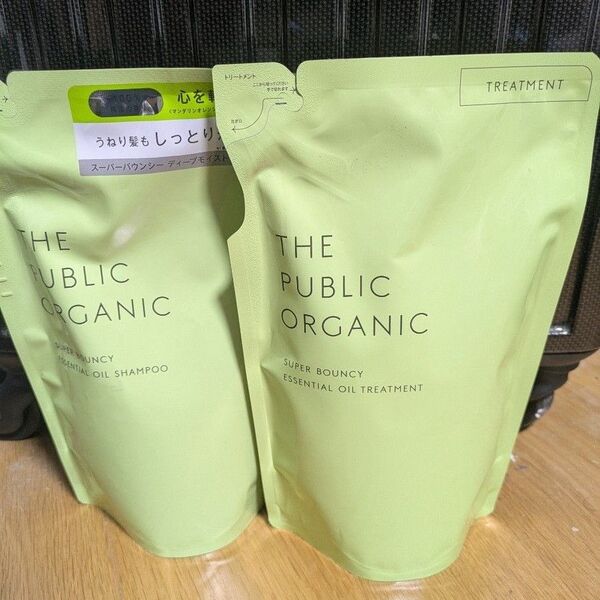 心を
(マンダリンオレン
うねり髪も しっとり
スーパーバウンシー ディープモイスト
THE
PUBLIC
ORGANIC
SUPER BOUNCY
ESSENTIAL OIL SHAMPOO
トリートメント
TREATMENT
THE
PUBLIC
ORGANIC
SUPER BOUNCY
ESSENTIAL OIL TREATMENT